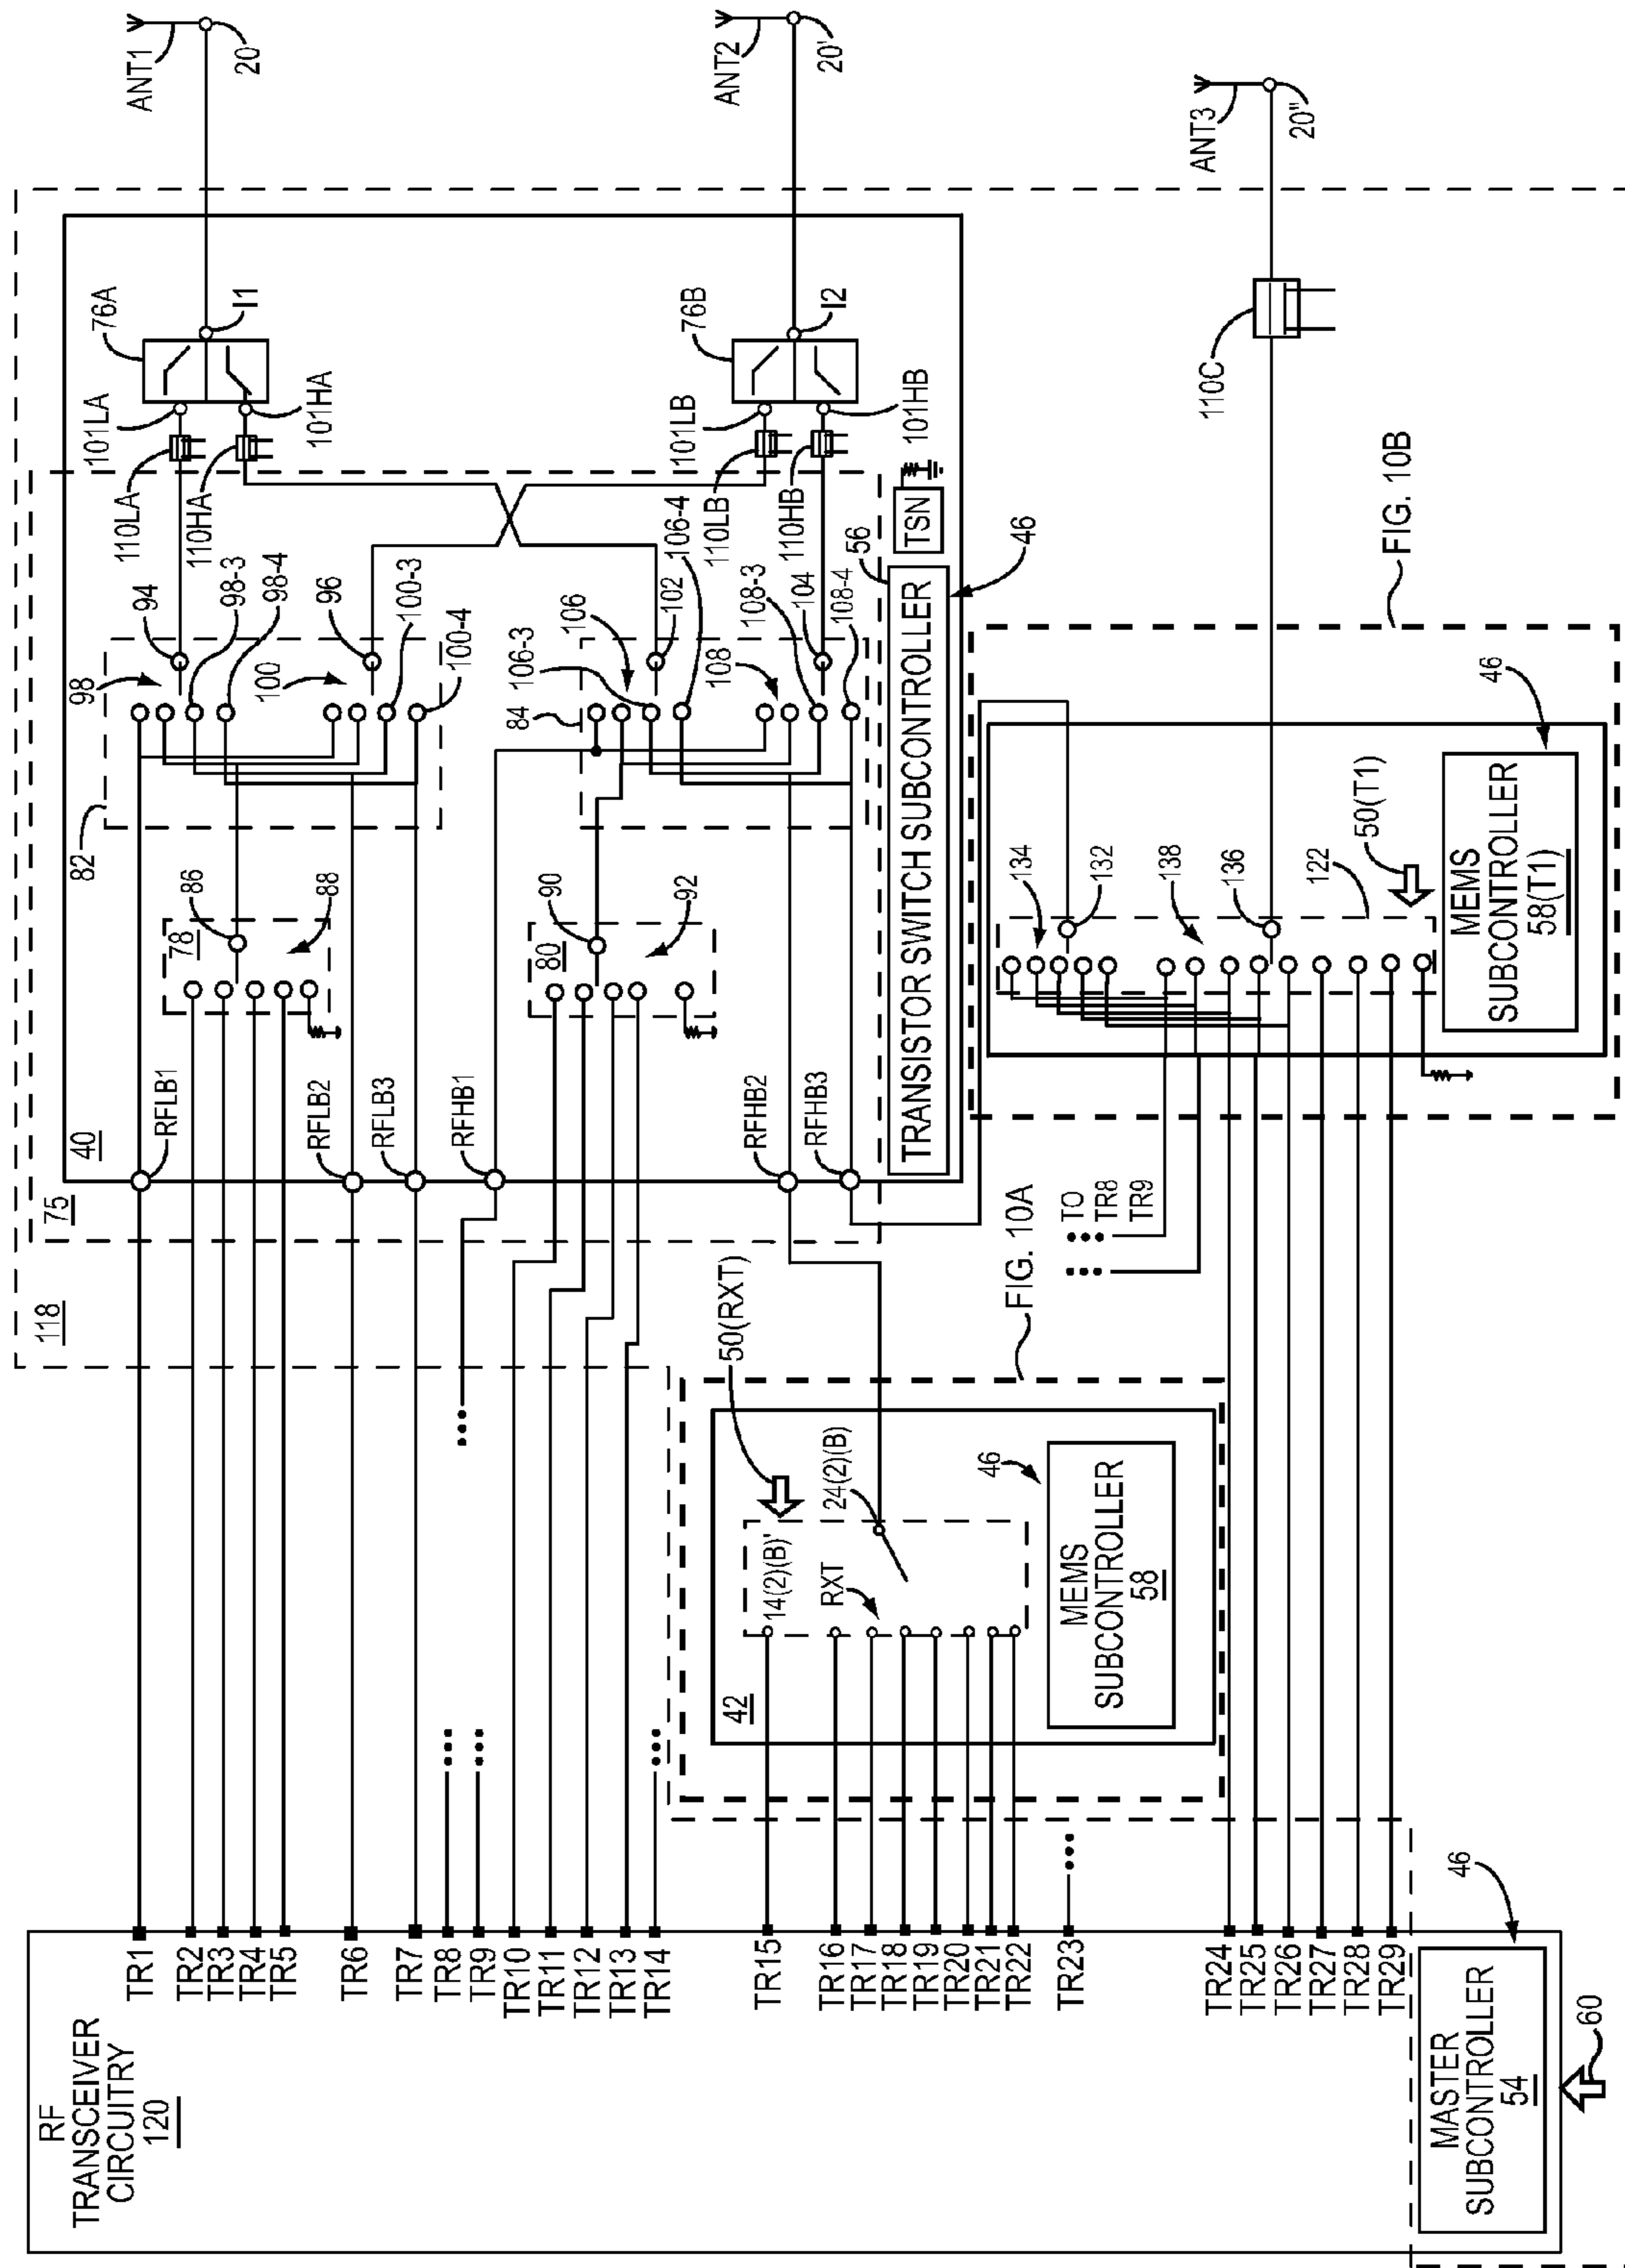 RF
TRANSCEIVER
CIRCUITRY
120
TR1
TR2
TR3
TR4
TR5
TR6
TR7
TR8
TR9
TR10
TR11
TR12
TR13
TR14
TR15
TR16
TR17
TR18
TR19
TR20
TR21
TR22
TR23
TR24
TR25
TR26
TR27
TR28
TR29
MASTER
SUBCONTROLLER
54
46
60
118
75
40
RFLB1
RFLB2
RFLB3
RFHB1
RFHB2
RFHB3
78
86
88
80
90
92
82
98
94
98-3
98-4
100
96
100-3
100-4
84
106-3
106
102
106-4
108
108-3
104
108-4
110LA
110HA
110LB
110HB
101LA
101HA
101LB
101HB
76A
I1
76B
I2
ANT1
20
ANT2
20'
ANT3
20"
110C
TSN
56
TRANSISTOR SWITCH SUBCONTROLLER
46
FIG. 10A
42
14(2)(B)'
RXT
24(2)(B)
50(RXT)
MEMS
SUBCONTROLLER
58
46
TO
TR8
TR9
FIG. 10B
134
132
138
136
122
50(T1)
MEMS
SUBCONTROLLER
58(T1)
46